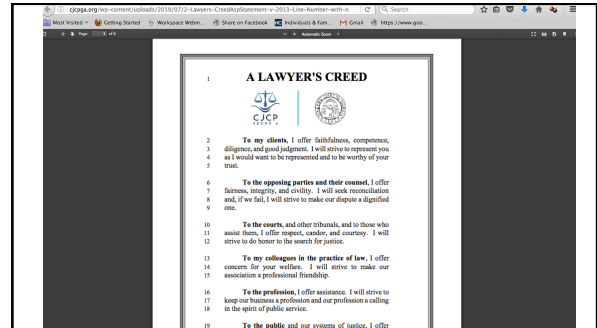 cjcpga.org/wp-content/uploads/2019/07/2-Lawyers-CreedAspStatement-v-2013-Line-Number-with-n
Search
Most Visited
Getting Started
Workspace Webm...
Share on Facebook
Individuals & Fam...
Gmail
https://www.goo...
Page:
Automatic Zoom
1 A LAWYER'S CREED
CJCP
2 To my clients, I offer faithfulness, competence,
3 diligence, and good judgment. I will strive to represent you
4 as I would want to be represented and to be worthy of your
5 trust.
6 To the opposing parties and their counsel, I offer
7 fairness, integrity, and civility. I will seek reconciliation
8 and, if we fail, I will strive to make our dispute a dignified
9 one.
10 To the courts, and other tribunals, and to those who
11 assist them, I offer respect, candor, and courtesy. I will
12 strive to do honor to the search for justice.
13 To my colleagues in the practice of law, I offer
14 concern for your welfare. I will strive to make our
15 association a professional friendship.
16 To the profession, I offer assistance. I will strive to
17 keep our business a profession and our profession a calling
18 in the spirit of public service.
19 To the public and our systems of justice, I offer